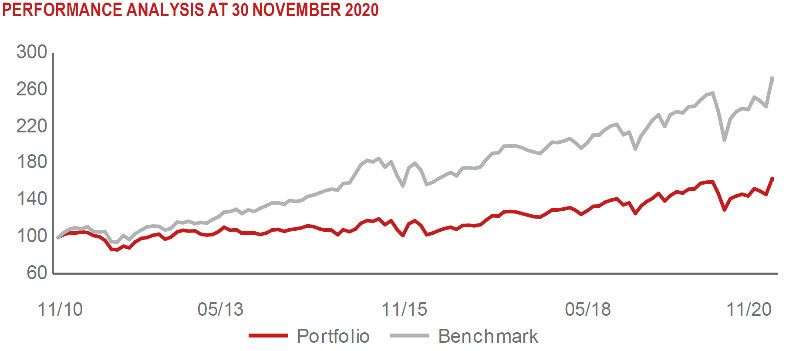 PERFORMANCE ANALYSIS AT 30 NOVEMBER 2020
300
260
220
180
140
100
60
11/10 05/13 11/15 05/18 11/20
Portfolio Benchmark